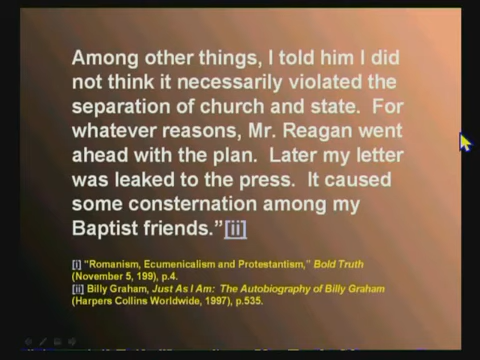 Among other things, I told him I did
not think it necessarily violated the
separation of church and state.  For
whatever reasons, Mr. Reagan went
ahead with the plan.  Later my letter
was leaked to the press.  It caused
some consternation among my
Baptist friends.”[ii]
[i] “Romanism, Ecumenicalism and Protestantism,” Bold Truth
(November 5, 199), p.4.
[ii] Billy Graham, Just As I Am:  The Autobiography of Billy Graham
(Harpers Collins Worldwide, 1997), p.535.